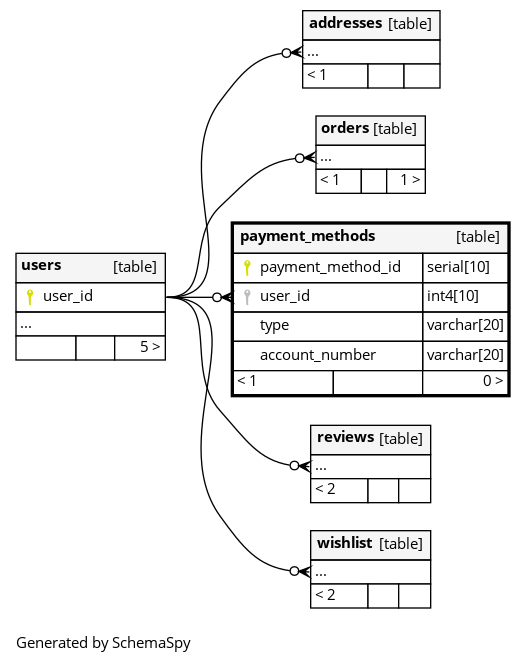 addresses [table]
...
< 1
orders [table]
...
< 1 1 >
users [table]
user_id
...
5 >
payment_methods [table]
payment_method_id serial[10]
user_id int4[10]
type varchar[20]
account_number varchar[20]
< 1 0 >
reviews [table]
...
< 2
wishlist [table]
...
< 2
Generated by SchemaSpy